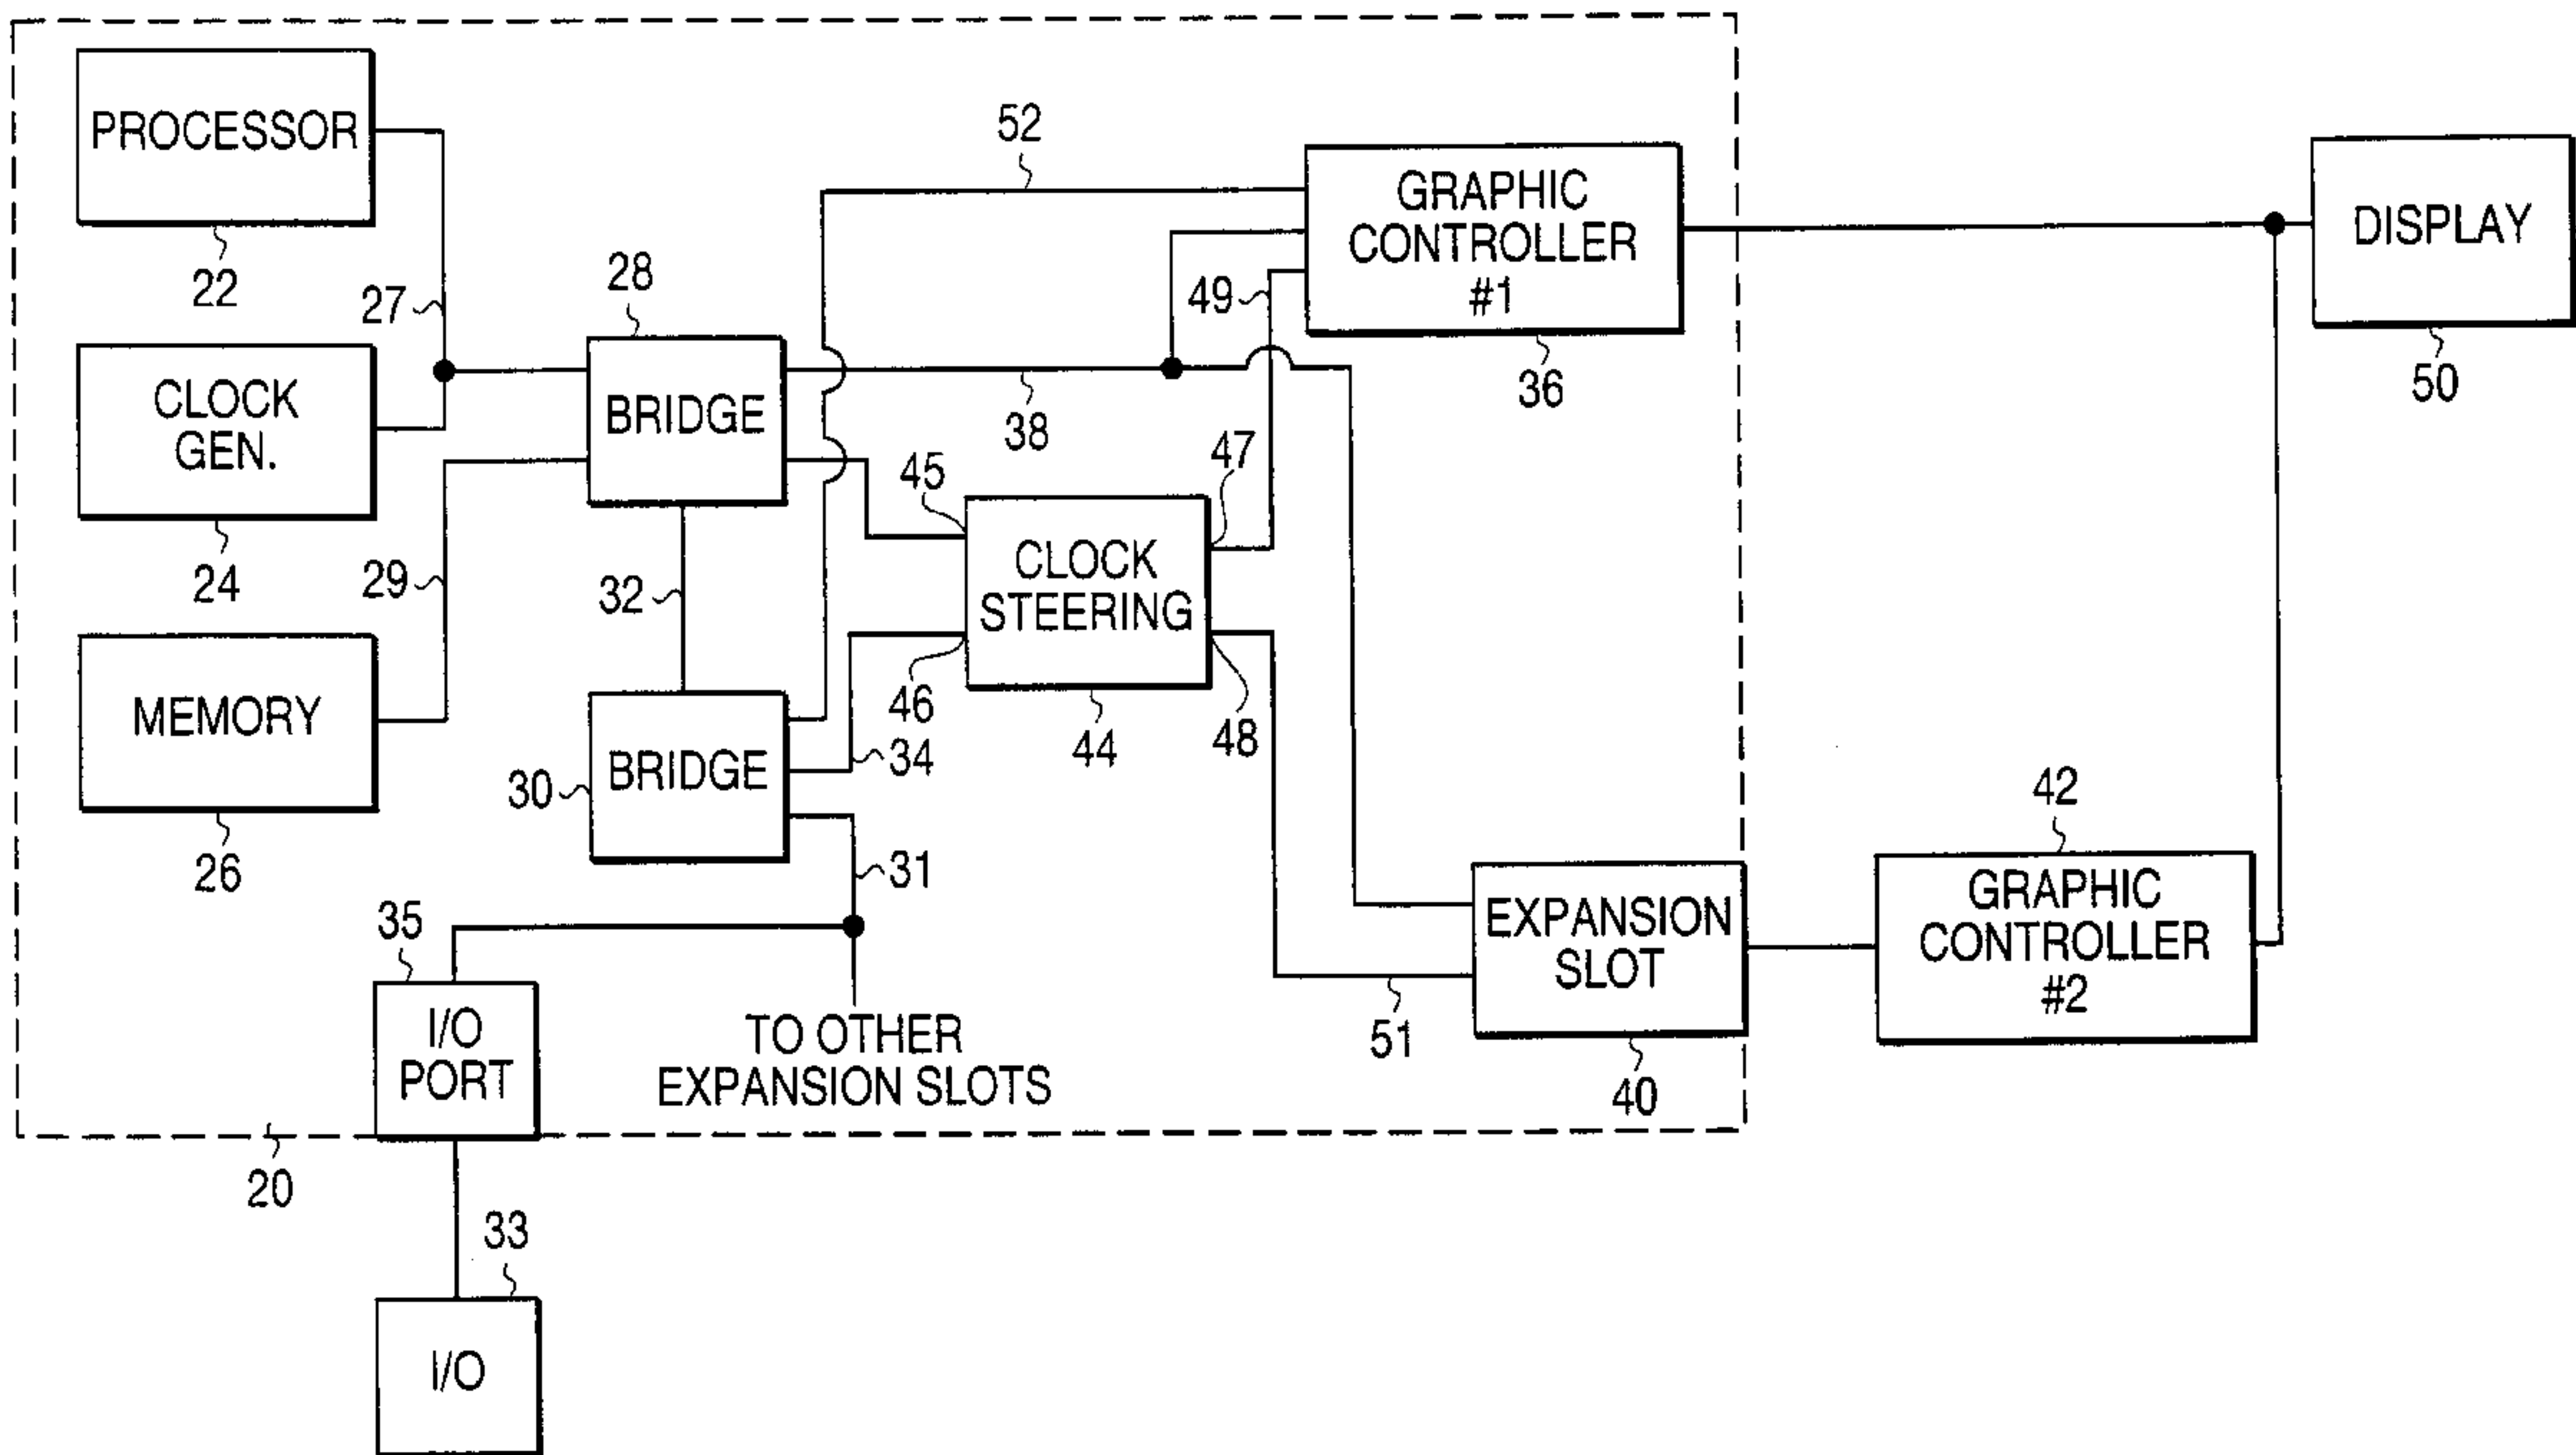 PROCESSOR
22
27
CLOCK
GEN.
24
29
MEMORY
26
28
BRIDGE
32
30
BRIDGE
34
31
35
I/O
PORT
TO OTHER
EXPANSION SLOTS
20
33
I/O
52
38
45
46
CLOCK
STEERING
44
47
48
49
GRAPHIC
CONTROLLER
#1
36
51
EXPANSION
SLOT
40
42
GRAPHIC
CONTROLLER
#2
DISPLAY
50